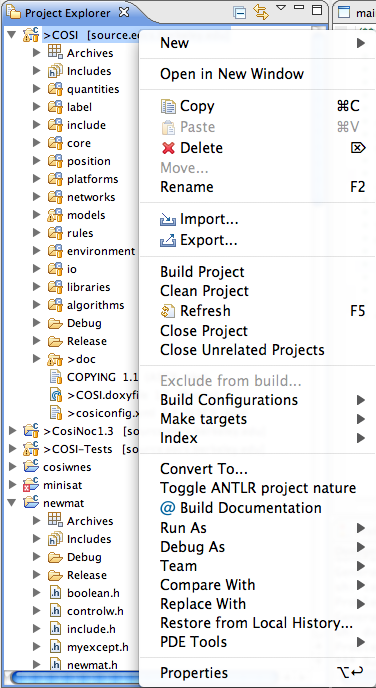 Project Explorer
mai
>COSI [source.ec
Archives
Includes
quantities
label
include
core
position
platforms
networks
models
rules
environment
io
libraries
algorithms
Debug
Release
>doc
COPYING 1.1
>COSI.doxyfi
>cosiconfig.x
>CosiNoc1.3 [so
>COSI-Tests [so
cosiwnes
minisat
newmat
Archives
Includes
Debug
Release
boolean.h
controlw.h
include.h
myexcept.h
newmat.h
New
Open in New Window
Copy ⌘C
Paste ⌘V
Delete ⌦
Move...
Rename F2
Import...
Export...
Build Project
Clean Project
Refresh F5
Close Project
Close Unrelated Projects
Exclude from build...
Build Configurations
Make targets
Index
Convert To...
Toggle ANTLR project nature
@ Build Documentation
Run As
Debug As
Team
Compare With
Replace With
Restore from Local History...
PDE Tools
Properties ⌥↩